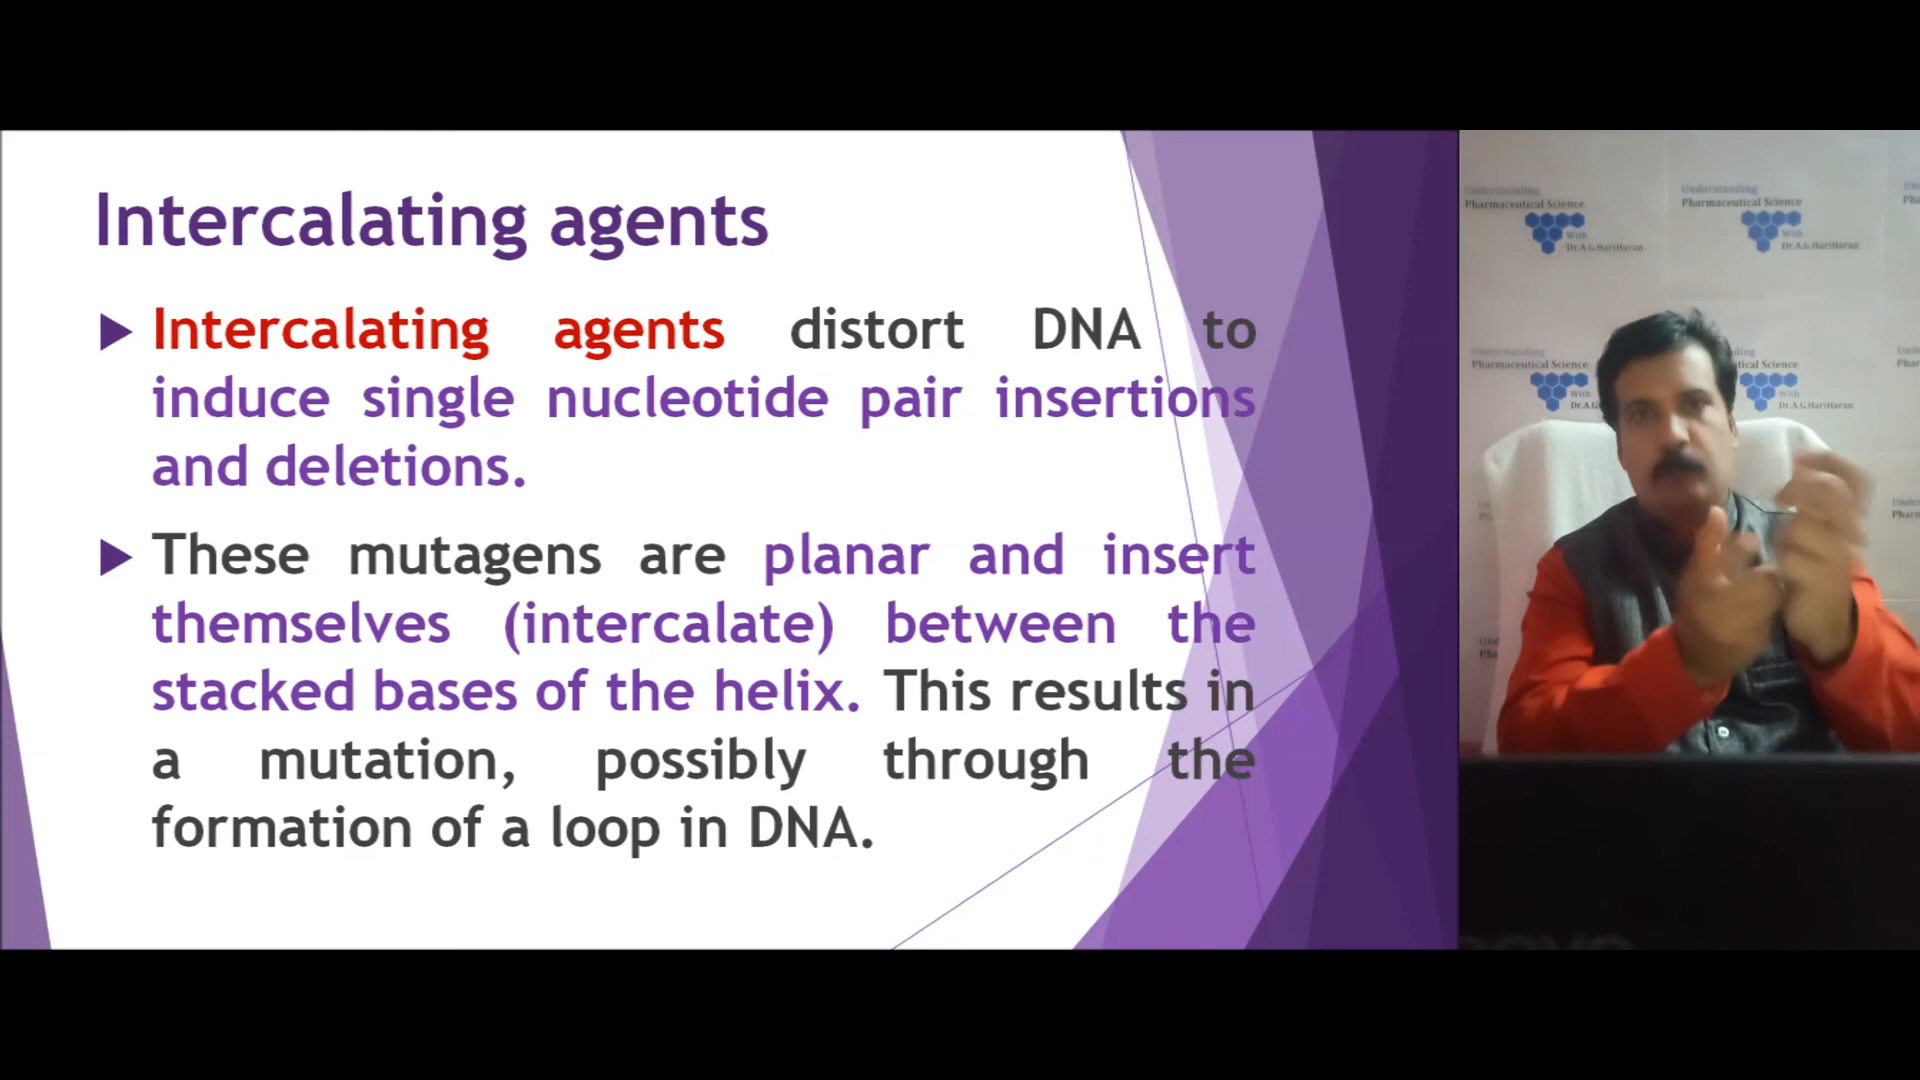 Intercalating agents
Intercalating agents distort DNA to
induce single nucleotide pair insertions
and deletions.
These mutagens are planar and insert
themselves (intercalate) between the
stacked bases of the helix. This results in
a mutation, possibly through the
formation of a loop in DNA.
Understanding
Pharmaceutical Science
With
Dr.A.G.HariHaran
Understanding
Pharmaceutical Science
With
Dr.A.G.HariHaran
Understanding
Pharmaceutical Science
With
Dr.A.G
Science
With
Dr.A.G.HariHaran